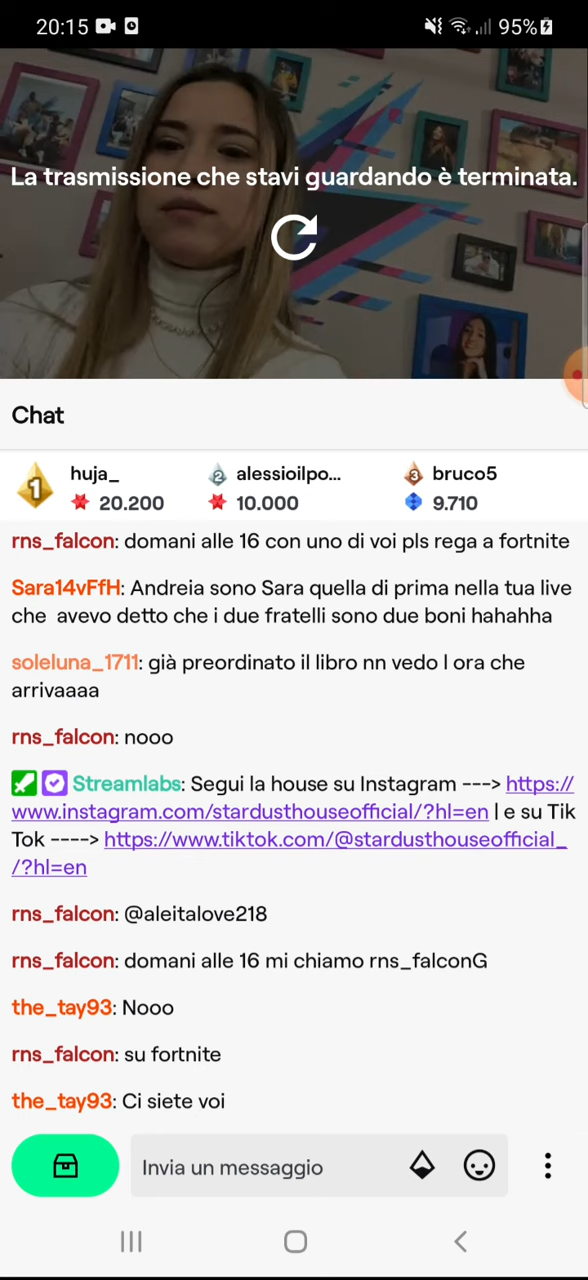 20:15 95%
La trasmissione che stavi guardando è terminata.
Chat
1 huja_ 2 alessioilpo... 3 bruco5
20.200 10.000 9.710
rns_falcon: domani alle 16 con uno di voi pls rega a fortnite
Sara14vFfH: Andreia sono Sara quella di prima nella tua live
che avevo detto che i due fratelli sono due boni hahahha
soleluna_1711: già preordinato il libro nn vedo l ora che
arrivaaaa
rns_falcon: nooo
Streamlabs: Segui la house su Instagram ---> https://
www.instagram.com/stardusthouseofficial/?hl=en | e su Tik
Tok ----> https://www.tiktok.com/@stardusthouseofficial_
/?hl=en
rns_falcon: @aleitalove218
rns_falcon: domani alle 16 mi chiamo rns_falconG
the_tay93: Nooo
rns_falcon: su fortnite
the_tay93: Ci siete voi
Invia un messaggio